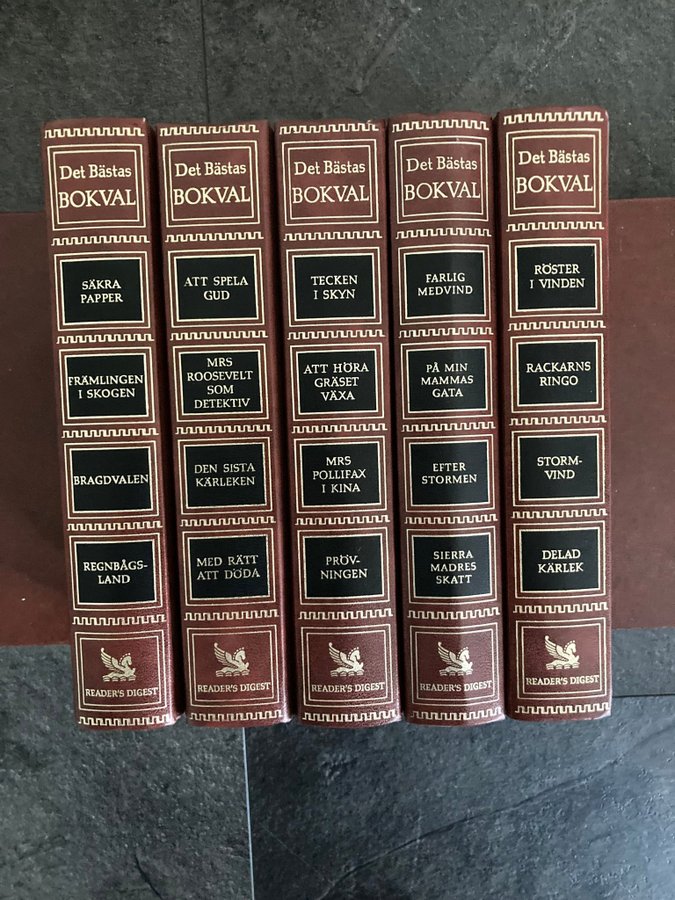 Det Bästas
BOKVAL
SÄKRA
PAPPER
FRÄMLINGEN
I SKOGEN
BRAGDVALEN
REGNBÅGS-
LAND
READER'S DIGEST
Det Bästas
BOKVAL
ATT SPELA
GUD
MRS
ROOSEVELT
SOM
DETEKTIV
DEN SISTA
KÄRLEKEN
MED RÄTT
ATT DÖDA
READER'S DIGEST
Det Bästas
BOKVAL
TECKEN
I SKYN
ATT HÖRA
GRÄSET
VÄXA
MRS
POLLIFAX
I KINA
PRÖV-
NINGEN
READER'S DIGEST
Det Bästas
BOKVAL
FARLIG
MEDVIND
PÅ MIN
MAMMAS
GATA
EFTER
STORMEN
SIERRA
MADRES
SKATT
READER'S DIGEST
Det Bästas
BOKVAL
RÖSTER
I VINDEN
RACKARNS
RINGO
STORM-
VIND
DELAD
KÄRLEK
READER'S DIGEST